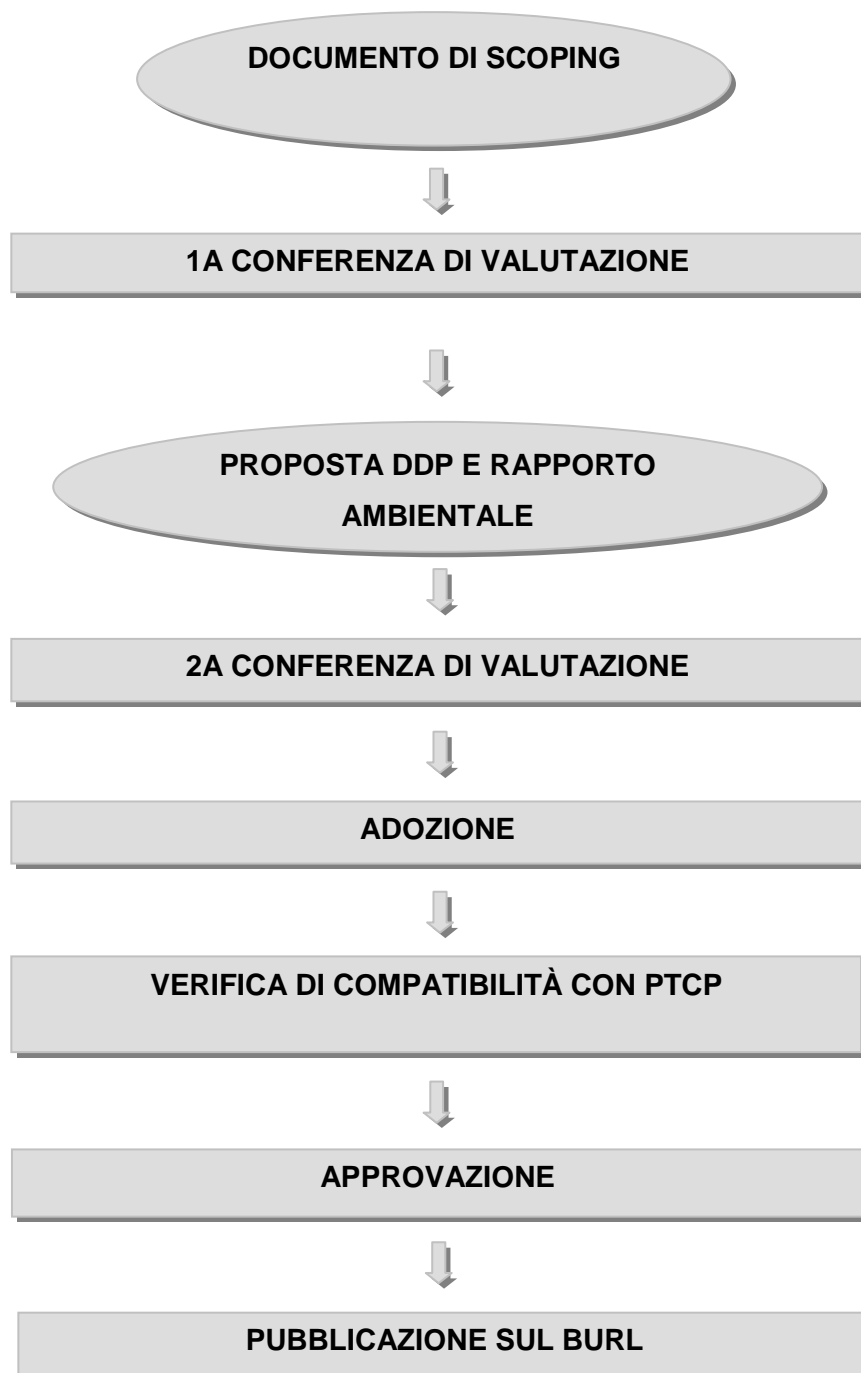 DOCUMENTO DI SCOPING
1A CONFERENZA DI VALUTAZIONE
PROPOSTA DDP E RAPPORTO
AMBIENTALE
2A CONFERENZA DI VALUTAZIONE
ADOZIONE
VERIFICA DI COMPATIBILITÀ CON PTCP
APPROVAZIONE
PUBBLICAZIONE SUL BURL